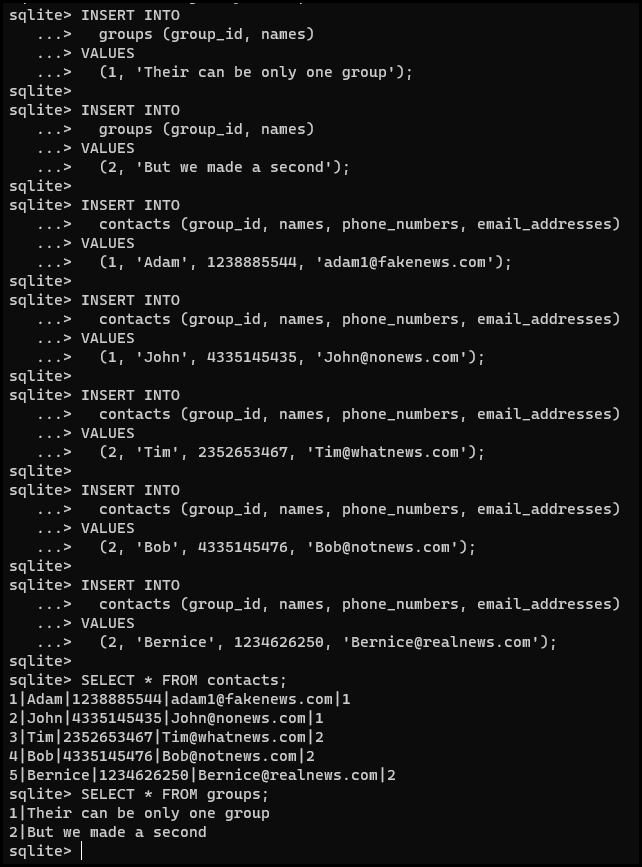 sqlite> INSERT INTO
   ...>   groups (group_id, names)
   ...> VALUES
   ...>   (1, 'Their can be only one group');
sqlite>
sqlite> INSERT INTO
   ...>   groups (group_id, names)
   ...> VALUES
   ...>   (2, 'But we made a second');
sqlite>
sqlite> INSERT INTO
   ...>   contacts (group_id, names, phone_numbers, email_addresses)
   ...> VALUES
   ...>   (1, 'Adam', 1238885544, 'adam1@fakenews.com');
sqlite>
sqlite> INSERT INTO
   ...>   contacts (group_id, names, phone_numbers, email_addresses)
   ...> VALUES
   ...>   (1, 'John', 4335145435, 'John@nonews.com');
sqlite>
sqlite> INSERT INTO
   ...>   contacts (group_id, names, phone_numbers, email_addresses)
   ...> VALUES
   ...>   (2, 'Tim', 2352653467, 'Tim@whatnews.com');
sqlite>
sqlite> INSERT INTO
   ...>   contacts (group_id, names, phone_numbers, email_addresses)
   ...> VALUES
   ...>   (2, 'Bob', 4335145476, 'Bob@notnews.com');
sqlite>
sqlite> INSERT INTO
   ...>   contacts (group_id, names, phone_numbers, email_addresses)
   ...> VALUES
   ...>   (2, 'Bernice', 1234626250, 'Bernice@realnews.com');
sqlite>
sqlite> SELECT * FROM contacts;
1|Adam|1238885544|adam1@fakenews.com|1
2|John|4335145435|John@nonews.com|1
3|Tim|2352653467|Tim@whatnews.com|2
4|Bob|4335145476|Bob@notnews.com|2
5|Bernice|1234626250|Bernice@realnews.com|2
sqlite> SELECT * FROM groups;
1|Their can be only one group
2|But we made a second
sqlite>